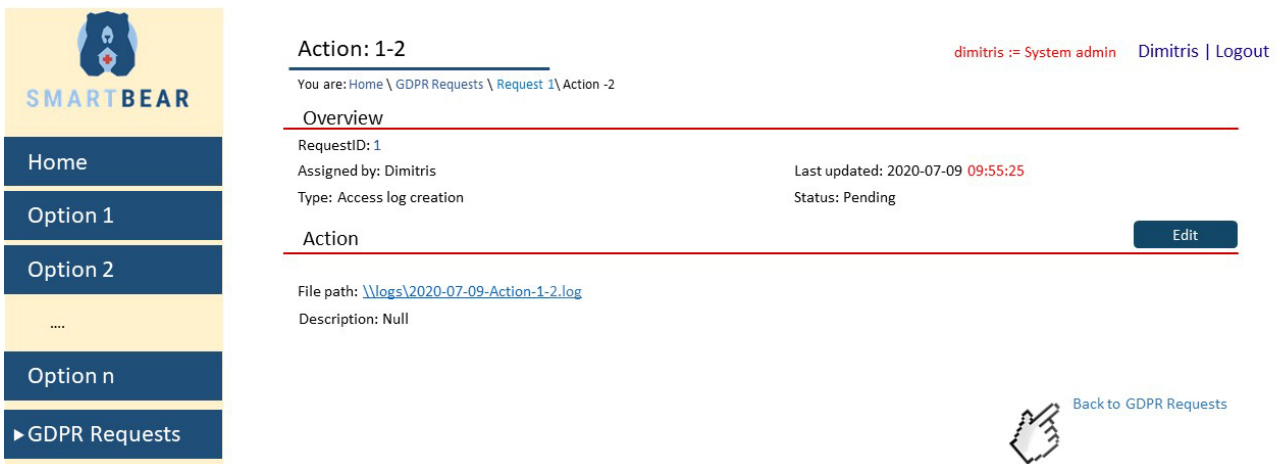 SMARTBEAR
Home
Option 1
Option 2
....
Option n
▶GDPR Requests
Action: 1-2
dimitris := System admin Dimitris | Logout
You are: Home \ GDPR Requests \ Request 1\ Action -2
Overview
RequestID: 1
Assigned by: Dimitris Last updated: 2020-07-09 09:55:25
Type: Access log creation Status: Pending
Action Edit
File path: \\logs\2020-07-09-Action-1-2.log
Description: Null
Back to GDPR Requests